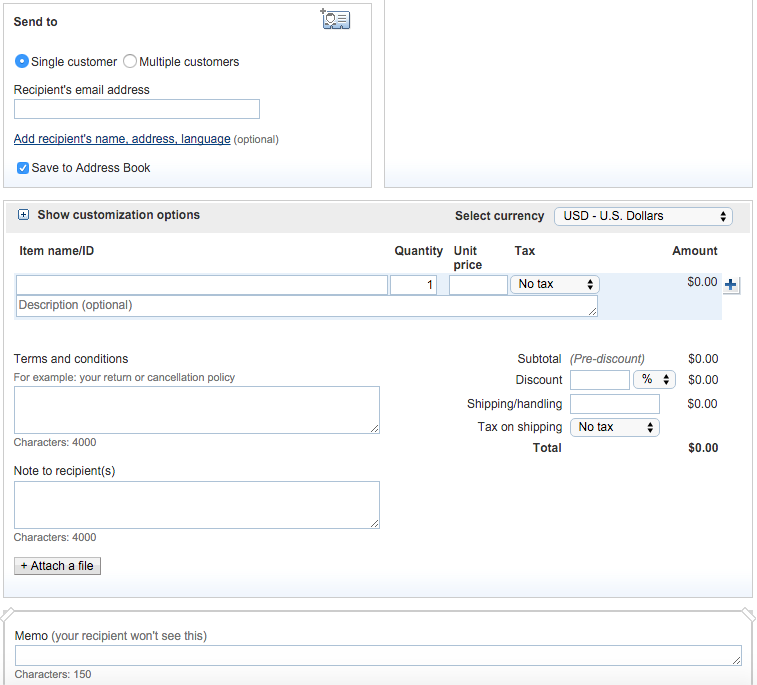 Send to
Single customer Multiple customers
Recipient's email address
Add recipient's name, address, language (optional)
Save to Address Book
Show customization options
Select currency USD - U.S. Dollars
Item name/ID Quantity Unit price Tax Amount
1 No tax $0.00
Description (optional)
Terms and conditions
For example: your return or cancellation policy
Characters: 4000
Note to recipient(s)
Characters: 4000
+ Attach a file
Subtotal (Pre-discount) $0.00
Discount % $0.00
Shipping/handling $0.00
Tax on shipping No tax
Total $0.00
Memo (your recipient won't see this)
Characters: 150